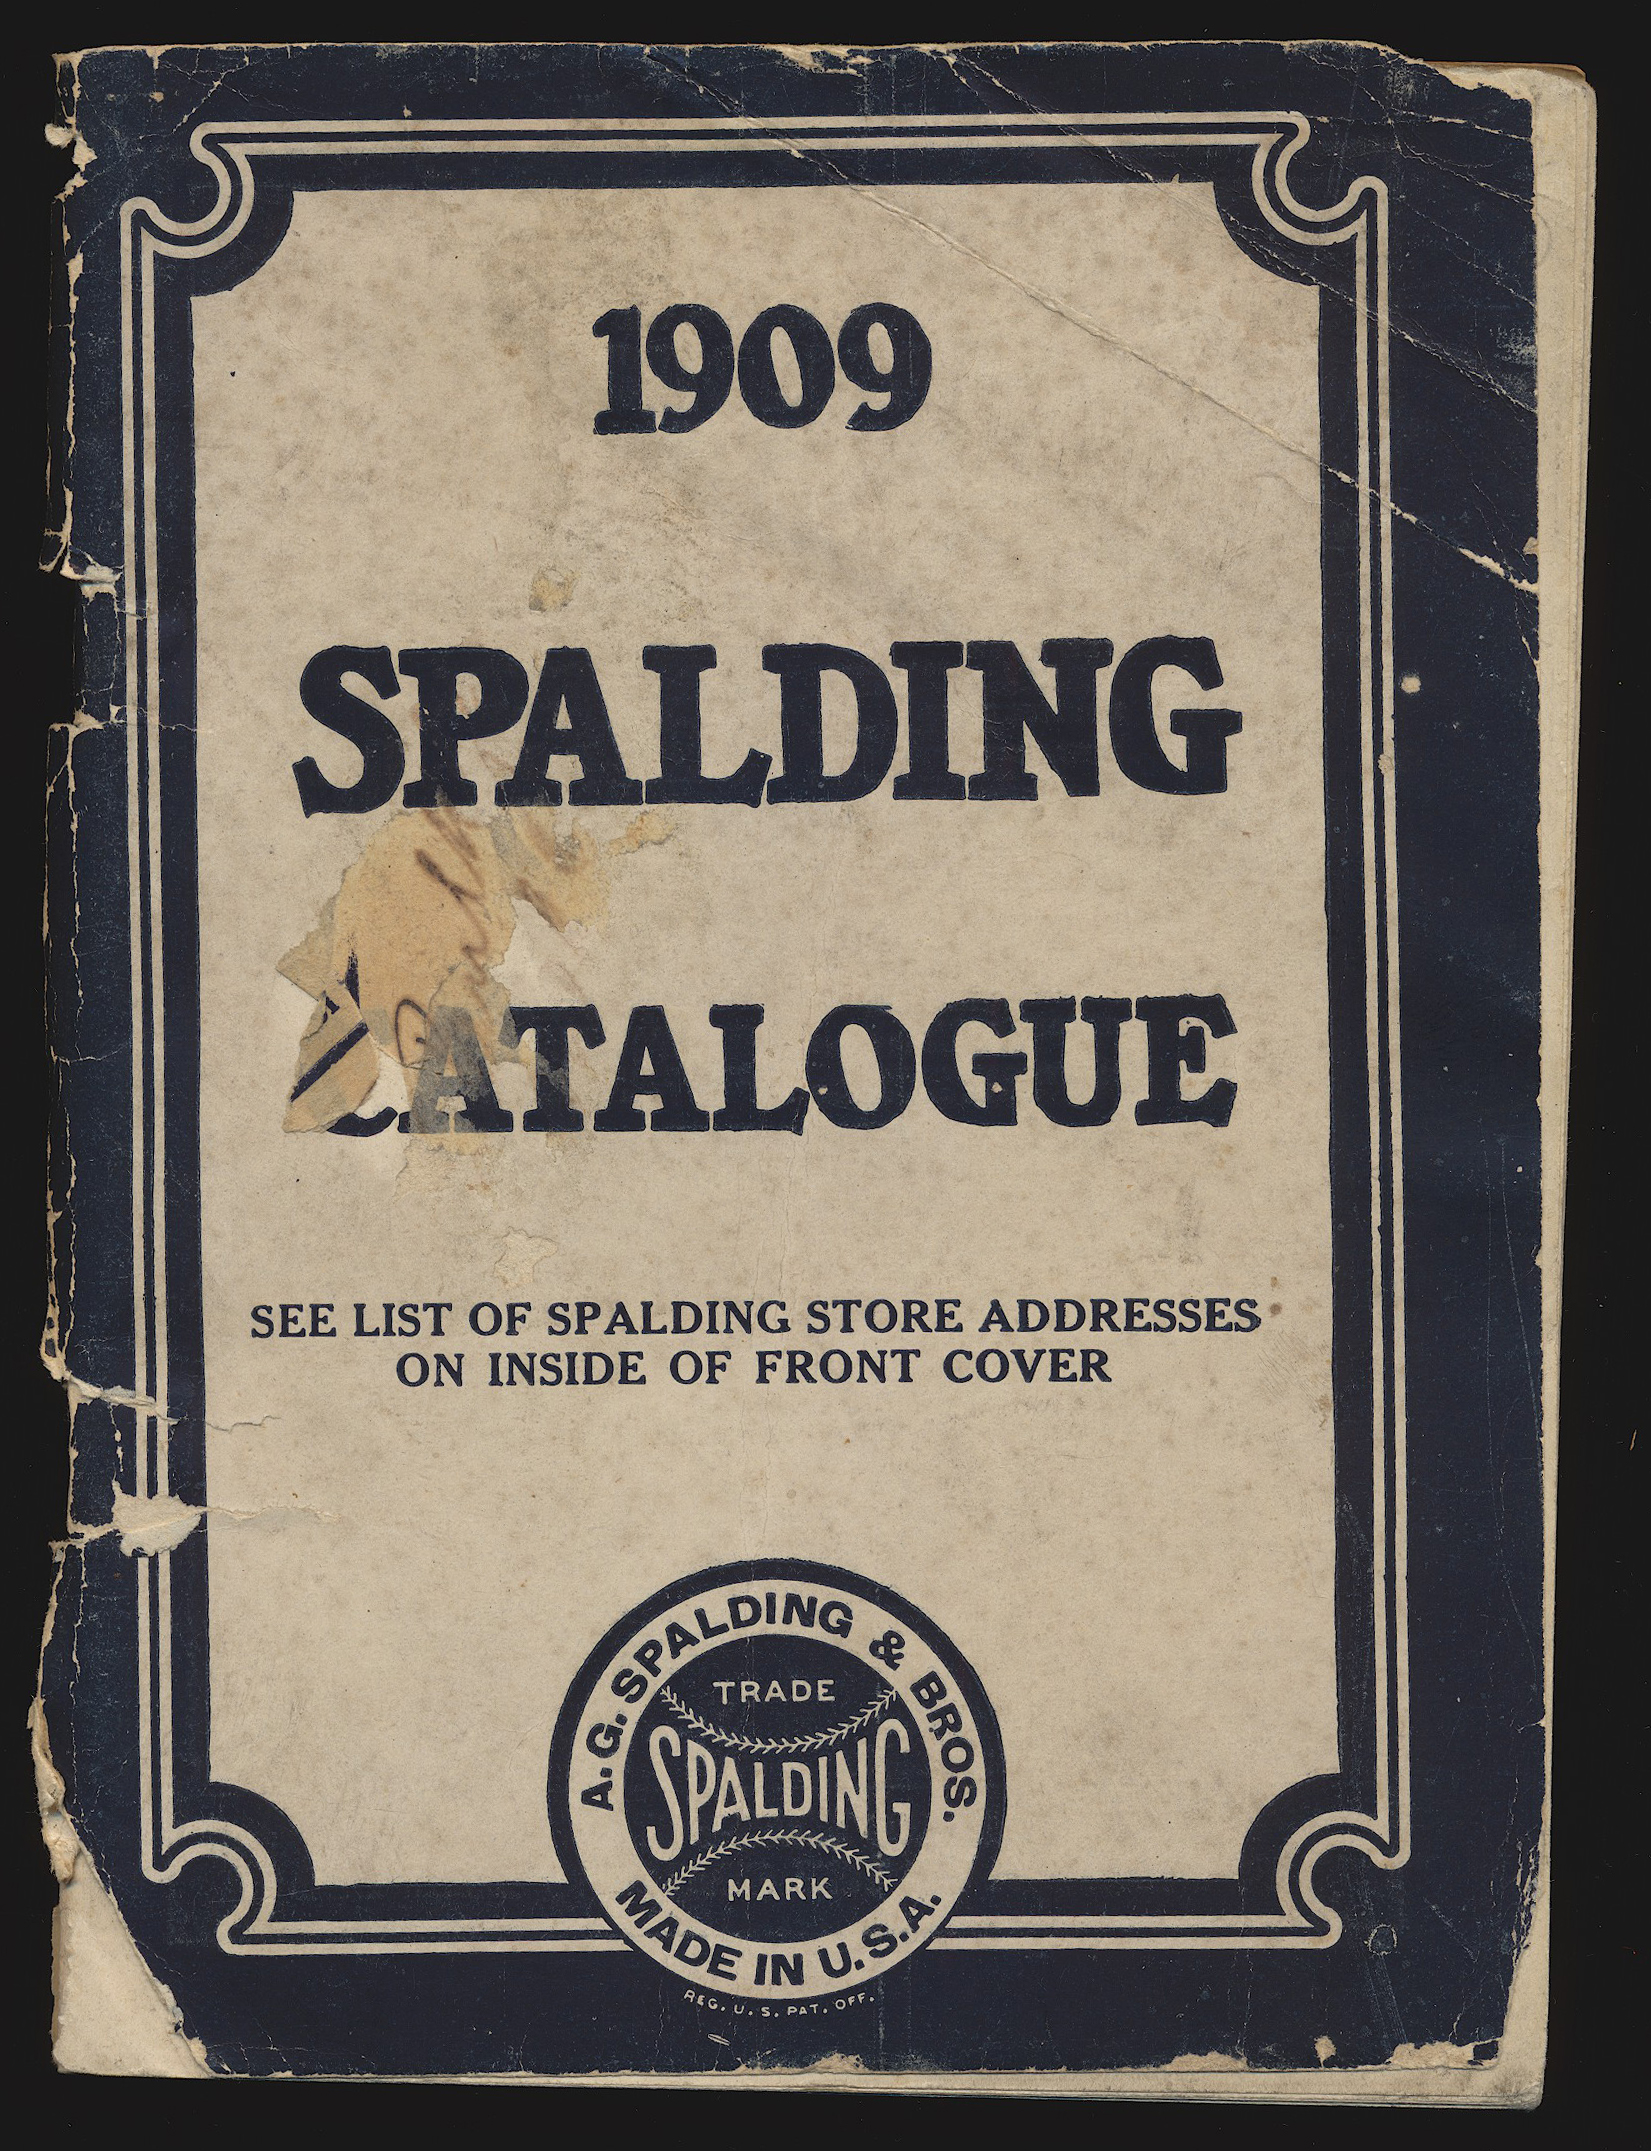 1909
SPALDING
CATALOGUE
SEE LIST OF SPALDING STORE ADDRESSES
ON INSIDE OF FRONT COVER
A.G. SPALDING & BROS.
TRADE
SPALDING
MARK
MADE IN U.S.A.
REG. U. S. PAT. OFF.